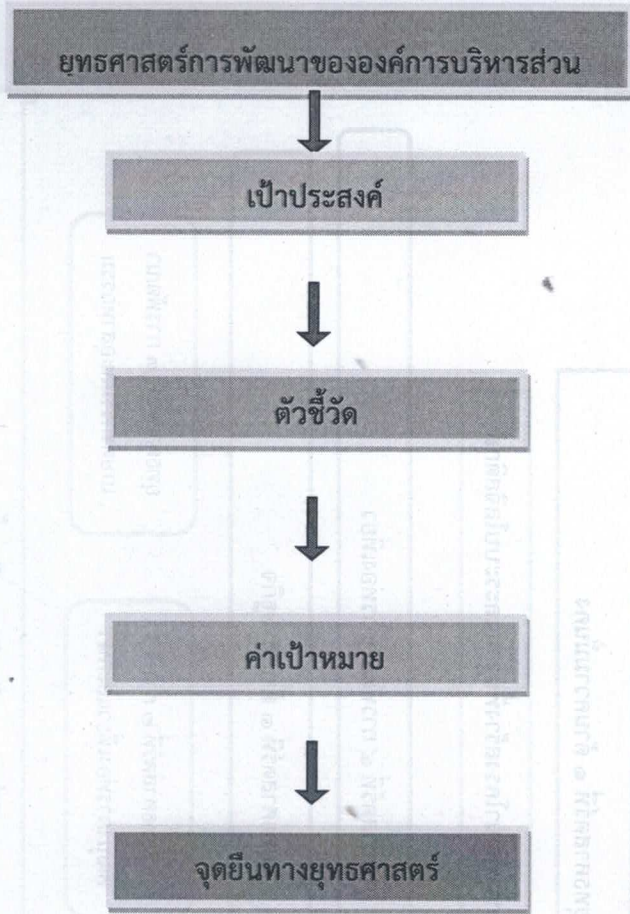 ยุทธศาสตร์การพัฒนาขององค์การบริหารส่วน
เป้าประสงค์
ตัวชี้วัด
ค่าเป้าหมาย
จุดยืนทางยุทธศาสตร์